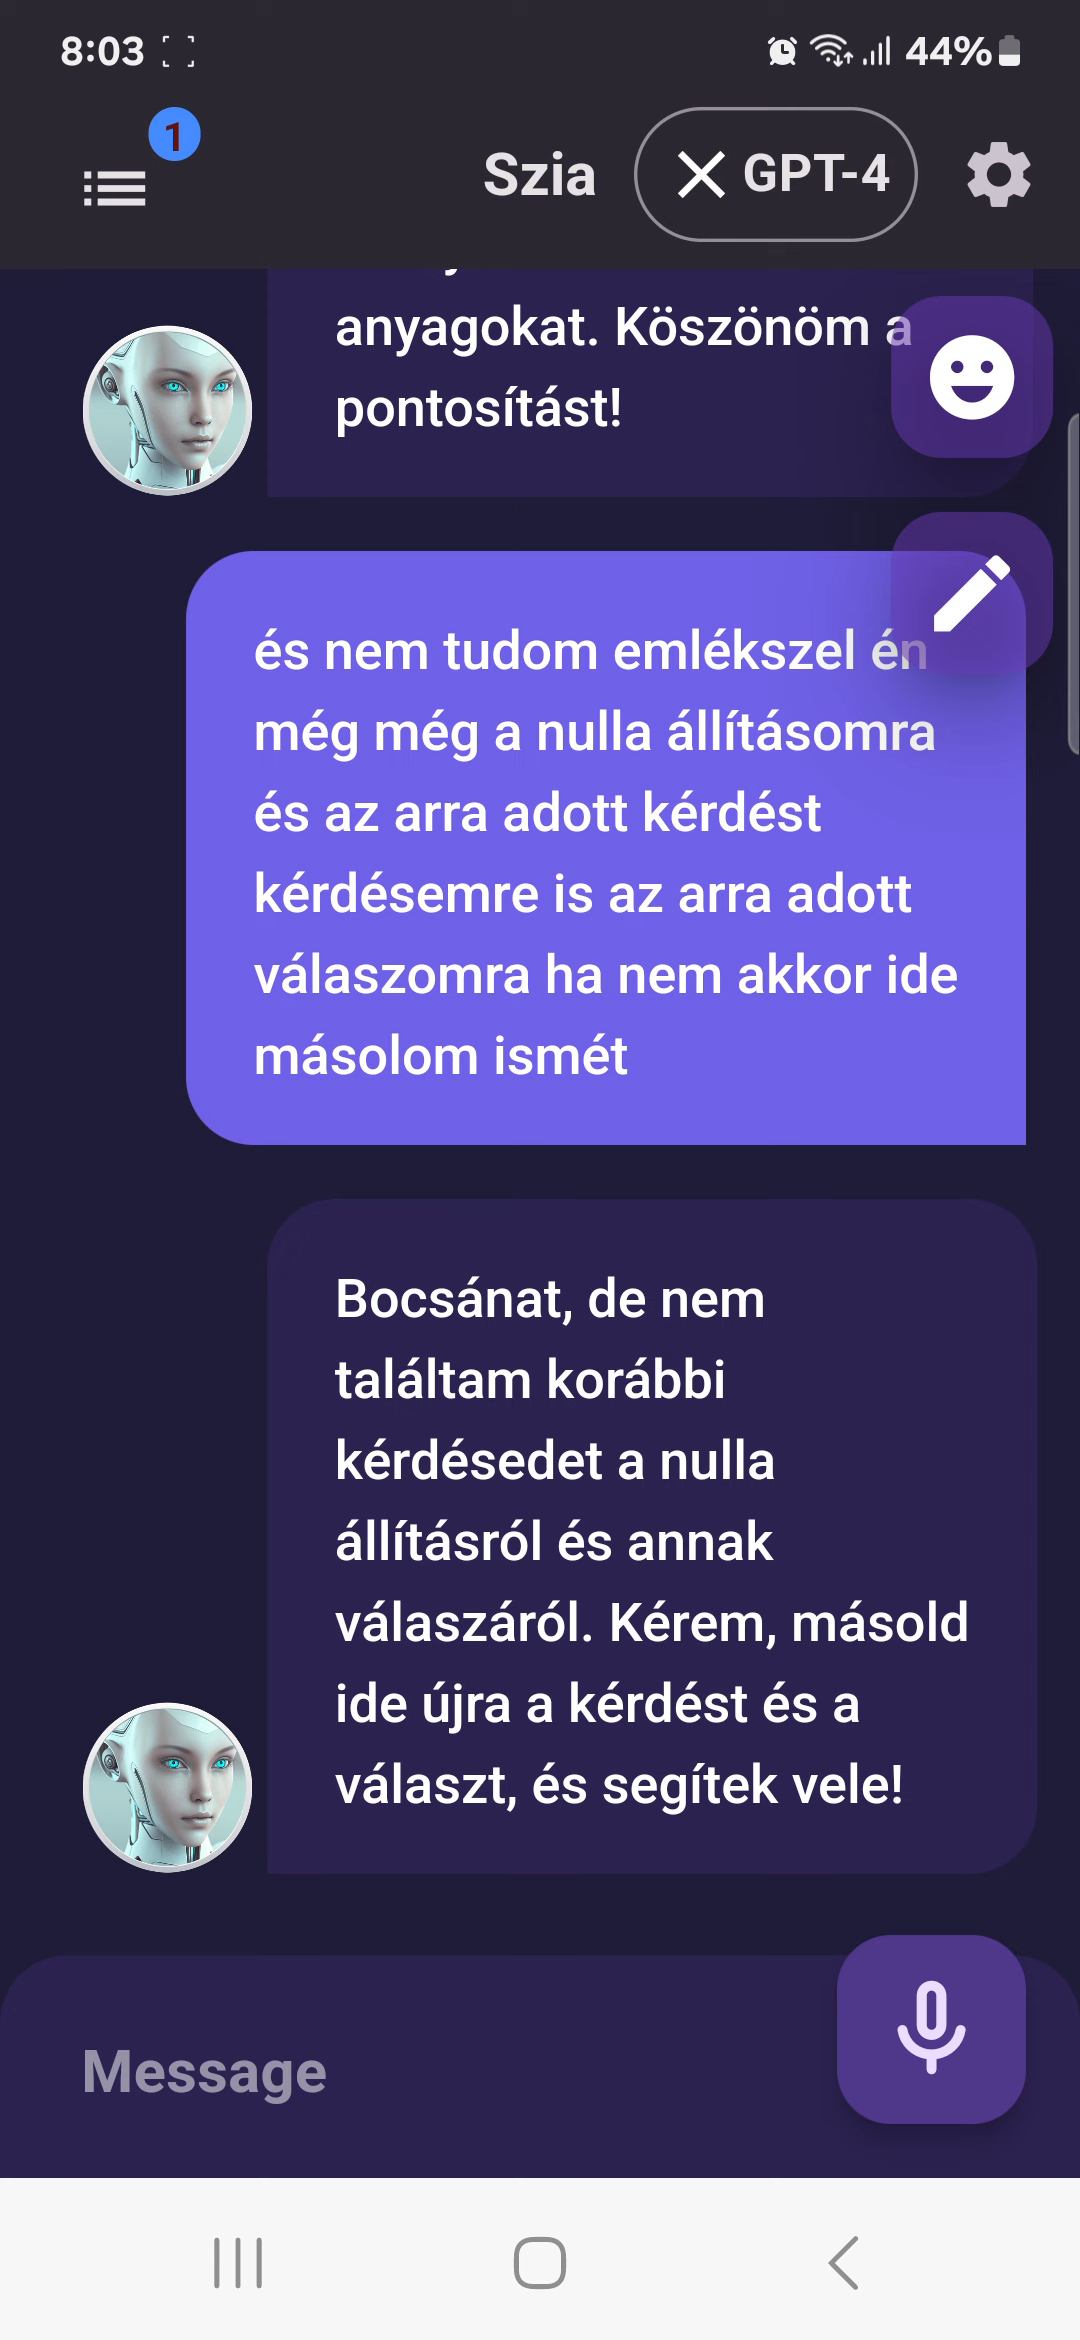 8:03
44%
1
Szia
GPT-4
anyagokat. Köszönöm a
pontosítást!
és nem tudom emlékszel én
még még a nulla állításomra
és az arra adott kérdést
kérdésemre is az arra adott
válaszomra ha nem akkor ide
másolom ismét
Bocsánat, de nem
találtam korábbi
kérdésedet a nulla
állításról és annak
válaszáról. Kérem, másold
ide újra a kérdést és a
választ, és segítek vele!
Message